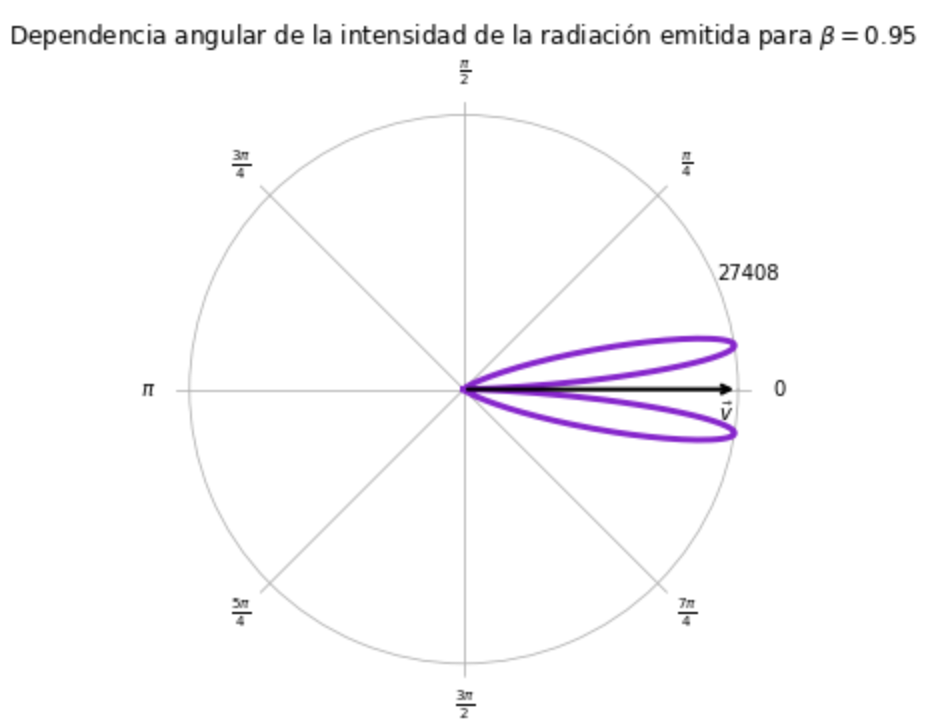 Dependencia angular de la intensidad de la radiación emitida para β = 0.95
π/2
3π/4
π/4
27408
π
0
v⃗
5π/4
7π/4
3π/2